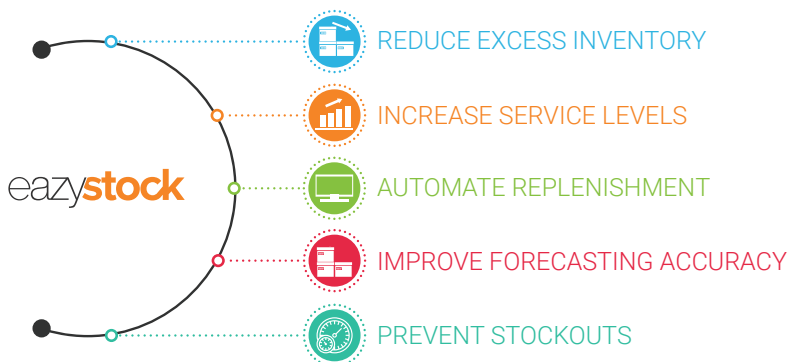 eazystock
REDUCE EXCESS INVENTORY
INCREASE SERVICE LEVELS
AUTOMATE REPLENISHMENT
IMPROVE FORECASTING ACCURACY
PREVENT STOCKOUTS